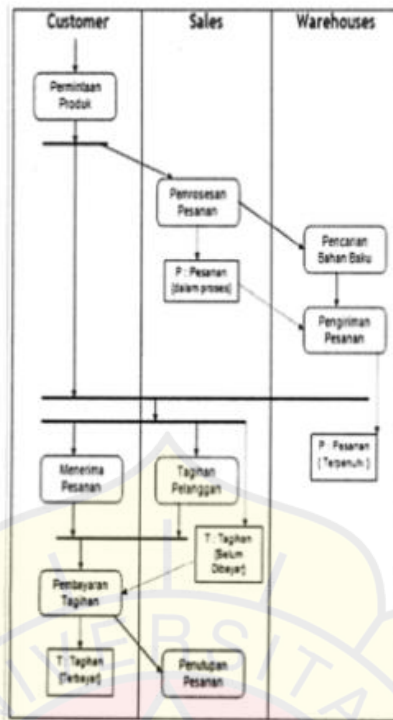 Customer
Sales
Warehouses
Permintaan
Produk
Pemrosesan
Pesanan
Pencarian
Bahan Baku
P : Pesanan
[dalam proses]
Pengiriman
Pesanan
P : Pesanan
( Terpenuhi )
Menerima
Pesanan
Tagihan
Pelanggan
T : Tagihan
[Belum
Dibayar]
Pembayaran
Tagihan
T : Tagihan
[Terbayar]
Penutupan
Pesanan
UNIVERSITA